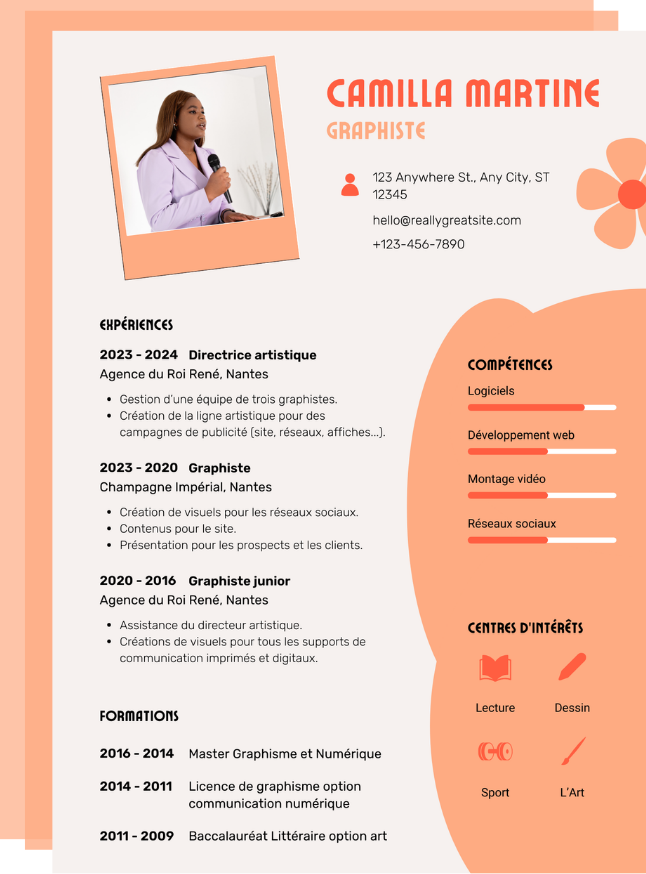 CAMILLA MARTINE
GRAPHISTE
123 Anywhere St., Any City, ST
12345
hello@reallygreatsite.com
+123-456-7890
EXPÉRIENCES
2023 - 2024 Directrice artistique
Agence du Roi René, Nantes
• Gestion d'une équipe de trois graphistes.
• Création de la ligne artistique pour des
campagnes de publicité (site, réseaux, affiches...).
2023 - 2020 Graphiste
Champagne Impérial, Nantes
• Création de visuels pour les réseaux sociaux.
• Contenus pour le site.
• Présentation pour les prospects et les clients.
2020 - 2016 Graphiste junior
Agence du Roi René, Nantes
• Assistance du directeur artistique.
• Créations de visuels pour tous les supports de
communication imprimés et digitaux.
FORMATIONS
2016 - 2014 Master Graphisme et Numérique
2014 - 2011 Licence de graphisme option
communication numérique
2011 - 2009 Baccalauréat Littéraire option art
COMPÉTENCES
Logiciels
Développement web
Montage vidéo
Réseaux sociaux
CENTRES D'INTÉRÊTS
Lecture Dessin
Sport L'Art